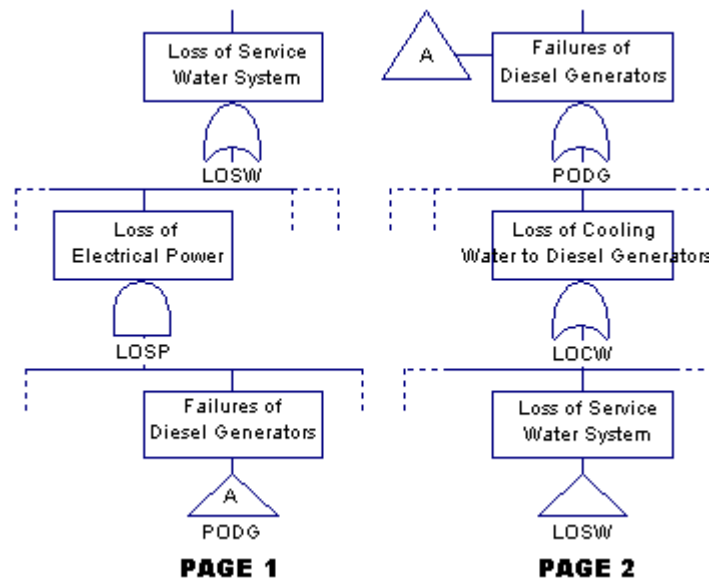 Loss of Service
Water System
LOSW
Loss of
Electrical Power
LOSP
Failures of
Diesel Generators
A
PODG
PAGE 1
A
Failures of
Diesel Generators
PODG
Loss of Cooling
Water to Diesel Generators
LOCW
Loss of Service
Water System
LOSW
PAGE 2